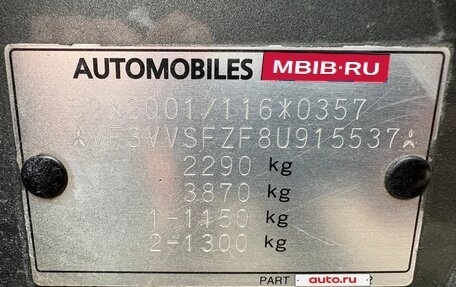 AUTOMOBILES MBIB·RU
e2*2001/116*0357
VF3VVSFZF8U915537
2290 kg
3870 kg
1-1150 kg
2-1300 kg
PART auto.ru